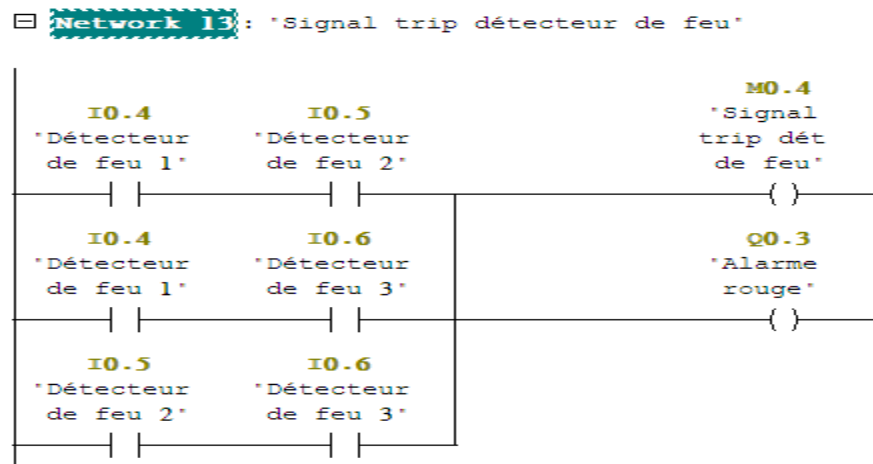 Network 13: "Signal trip détecteur de feu"
M0.4
I0.4 I0.5 "Signal
"Détecteur "Détecteur trip dét
de feu 1" de feu 2" de feu"
I0.4 I0.6 Q0.3
"Détecteur "Détecteur "Alarme
de feu 1" de feu 3" rouge"
I0.5 I0.6
"Détecteur "Détecteur
de feu 2" de feu 3"